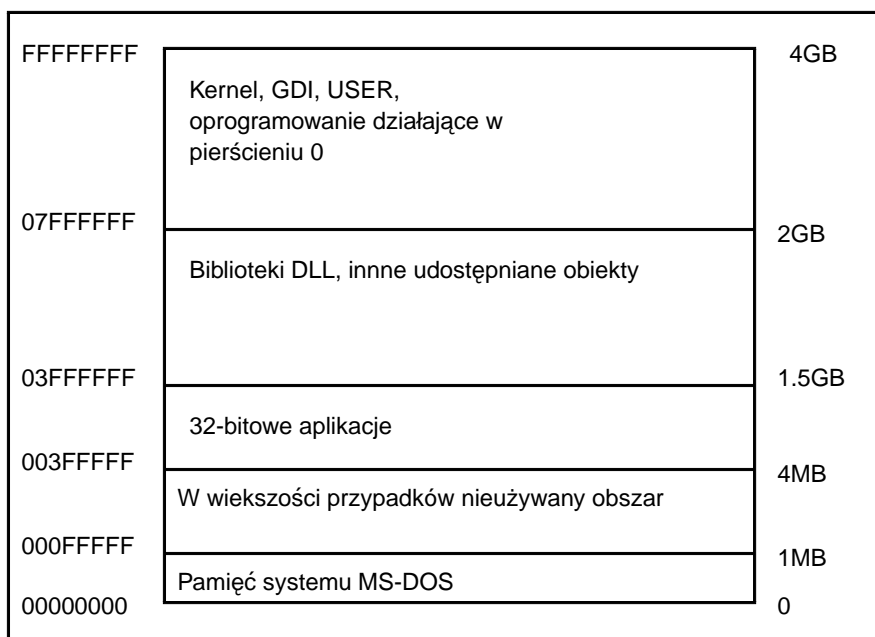 FFFFFFFF
4GB
Kernel, GDI, USER,
oprogramowanie działające w
pierścieniu 0
07FFFFFF
2GB
Biblioteki DLL, innne udostępniane obiekty
03FFFFFF
1.5GB
32-bitowe aplikacje
003FFFFF
4MB
W wiekszości przypadków nieużywany obszar
000FFFFF
1MB
Pamięć systemu MS-DOS
00000000
0